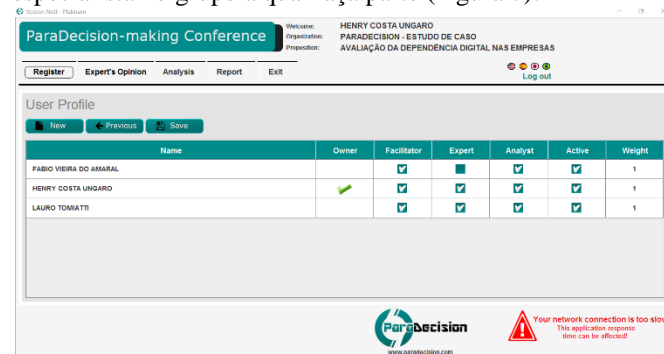 Version Net1 - Platinum
ParaDecision-making Conference
Welcome: HENRY COSTA UNGARO
Organization: PARADECISION - ESTUDO DE CASO
Proposition: AVALIAÇÃO DA DEPENDÊNCIA DIGITAL NAS EMPRESAS
Register Expert's Opinion Analysis Report Exit
Log out
User Profile
New Previous Save
Name Owner Facilitator Expert Analyst Active Weight
FABIO VIEIRA DO AMARAL 1
HENRY COSTA UNGARO 1
LAURO TOMIATTI 1
ParaDecision
www.paradecision.com
Your network connection is too slow
This application response
time can be affected!